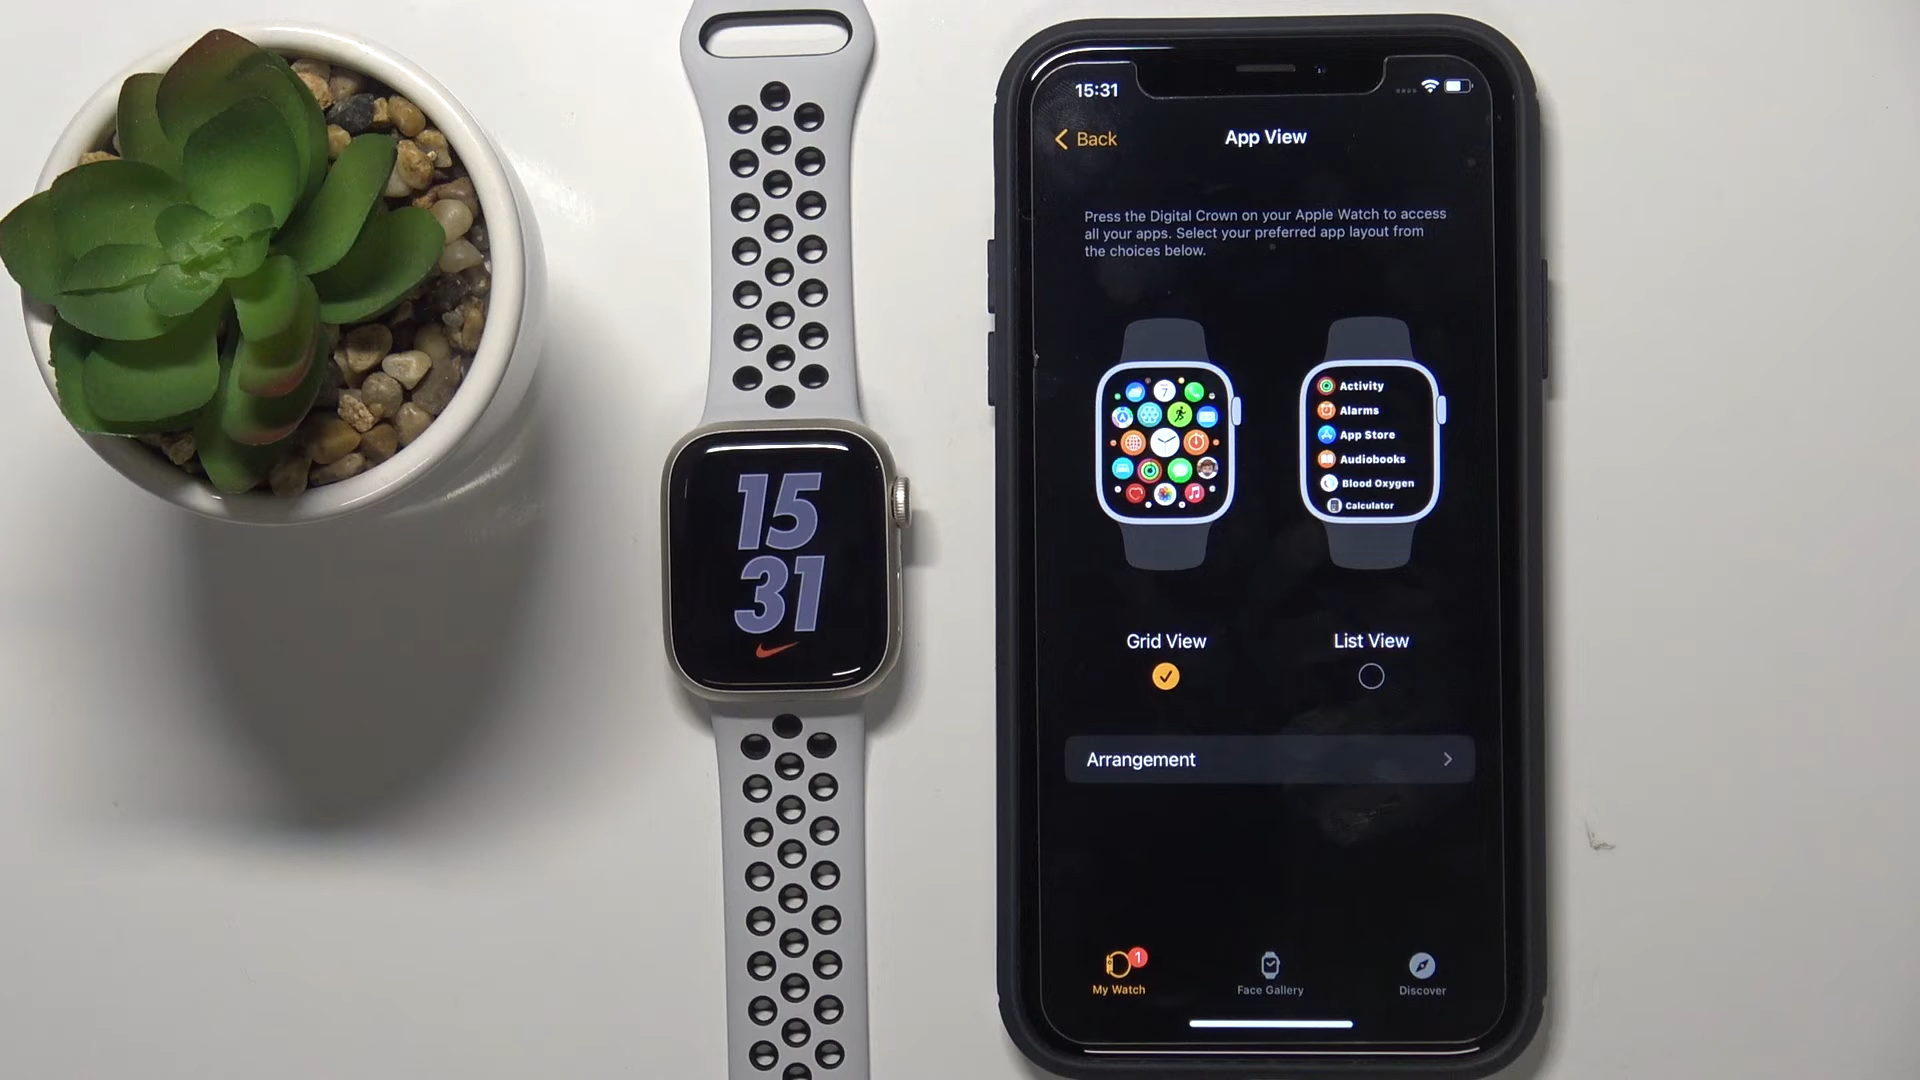 15
31
15:31
Back
App View
Press the Digital Crown on your Apple Watch to access
all your apps. Select your preferred app layout from
the choices below.
7
Activity
Alarms
App Store
Audiobooks
Blood Oxygen
Calculator
Grid View
List View
Arrangement
1
My Watch
Face Gallery
Discover